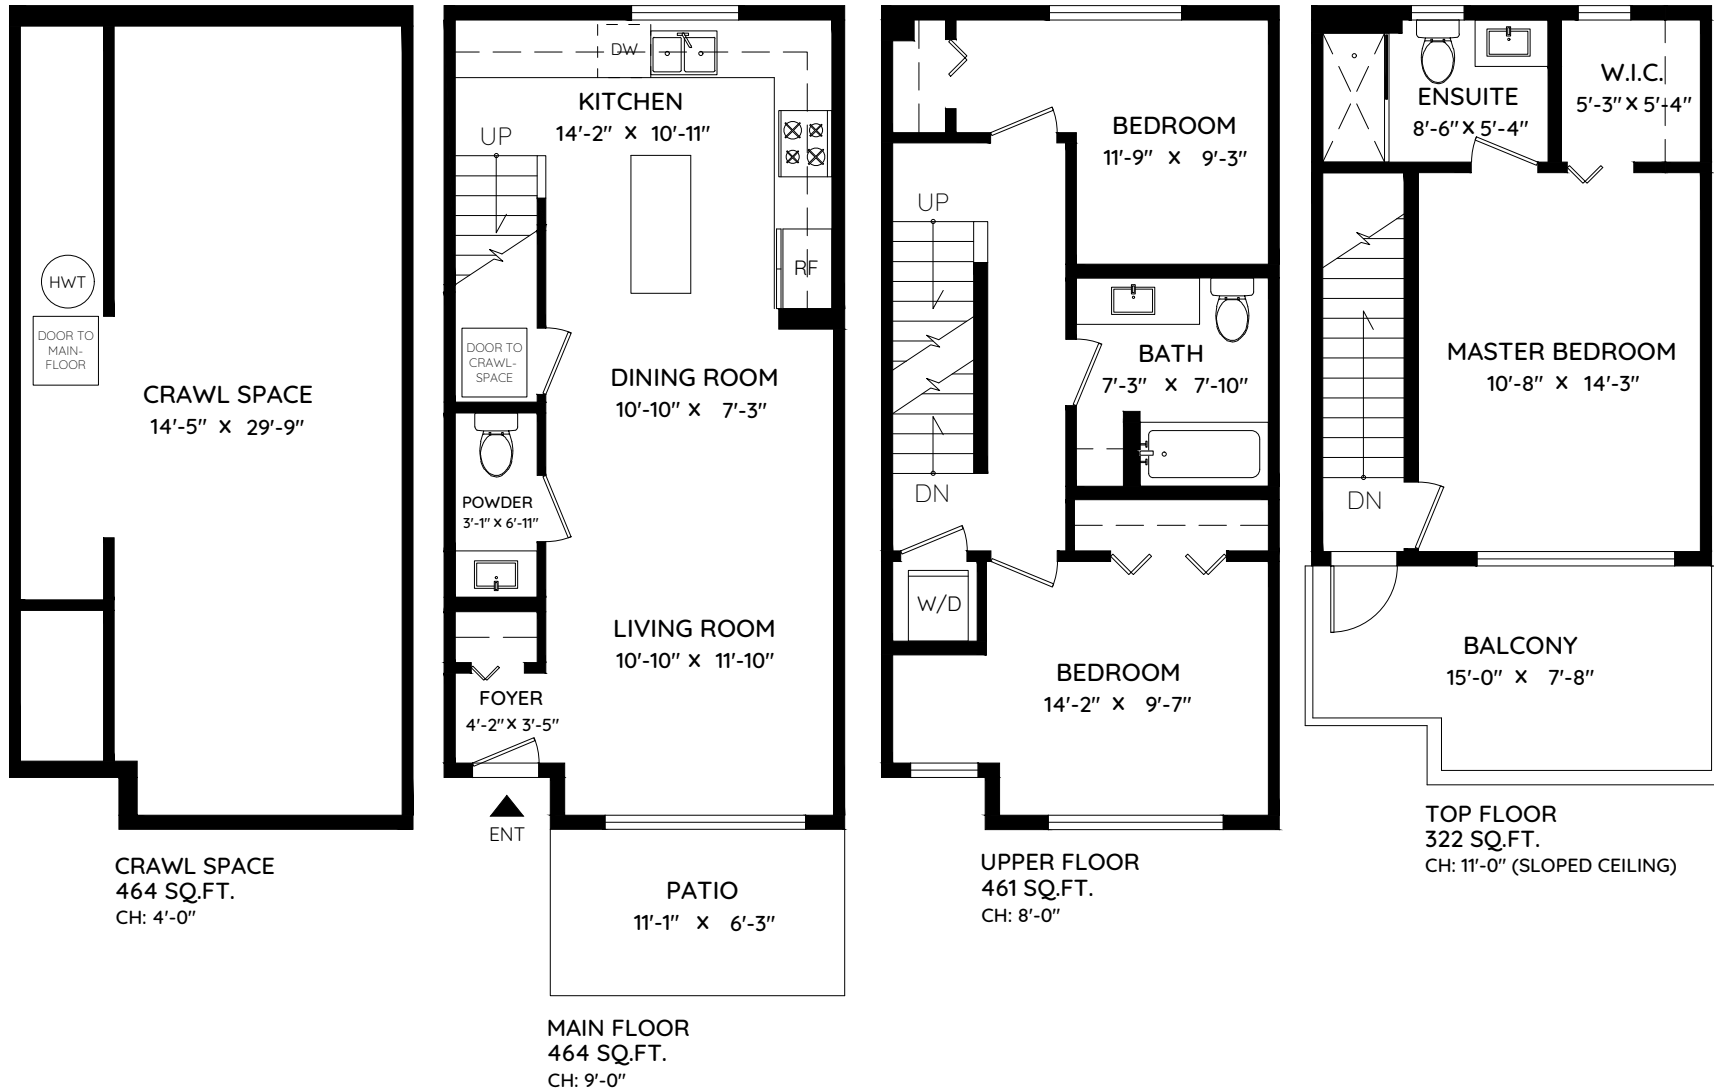 HWT
DOOR TO
MAIN-
FLOOR
CRAWL SPACE
14'-5" X 29'-9"
CRAWL SPACE
464 SQ.FT.
CH: 4'-0"
DW
KITCHEN
14'-2" X 10'-11"
UP
RF
DOOR TO
CRAWL-
SPACE
DINING ROOM
10'-10" X 7'-3"
POWDER
3'-1" X 6'-11"
LIVING ROOM
10'-10" X 11'-10"
FOYER
4'-2" X 3'-5"
ENT
PATIO
11'-1" X 6'-3"
MAIN FLOOR
464 SQ.FT.
CH: 9'-0"
BEDROOM
11'-9" X 9'-3"
UP
BATH
7'-3" X 7'-10"
DN
W/D
BEDROOM
14'-2" X 9'-7"
UPPER FLOOR
461 SQ.FT.
CH: 8'-0"
W.I.C.
5'-3" X 5'-4"
ENSUITE
8'-6" X 5'-4"
MASTER BEDROOM
10'-8" X 14'-3"
DN
BALCONY
15'-0" X 7'-8"
TOP FLOOR
322 SQ.FT.
CH: 11'-0" (SLOPED CEILING)